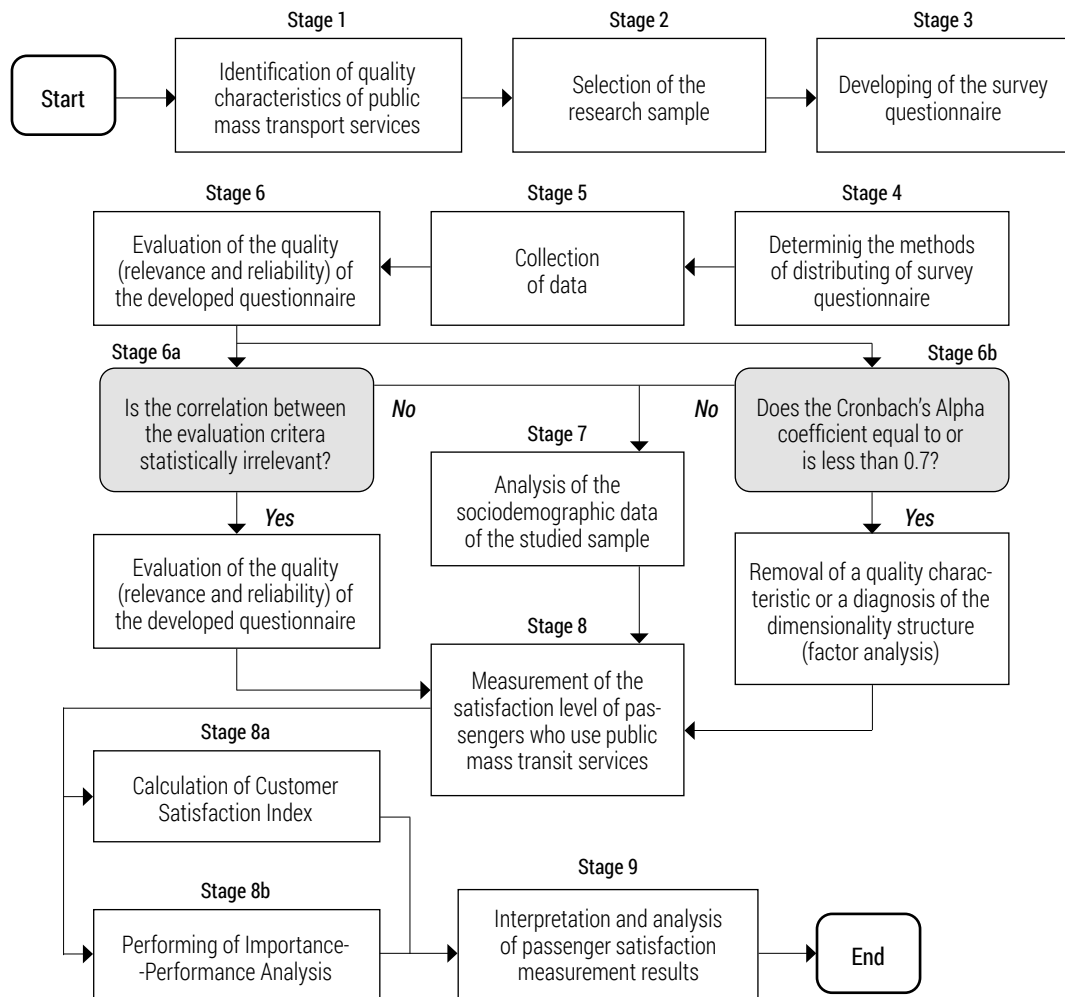 Stage 1
Stage 2
Stage 3
Start
Identification of quality
characteristics of public
mass transport services
Selection of the
research sample
Developing of the survey
questionnaire
Stage 6
Stage 5
Stage 4
Evaluation of the quality
(relevance and reliability) of
the developed questionnaire
Collection
of data
Determinig the methods
of distributing of survey
questionnaire
Stage 6a
Stage 6b
Is the correlation between
the evaluation critera
statistically irrelevant?
No
No
Does the Cronbach's Alpha
coefficient equal to or
is less than 0.7?
Stage 7
Analysis of the
sociodemographic data
of the studied sample
Yes
Yes
Evaluation of the quality
(relevance and reliability) of
the developed questionnaire
Removal of a quality charac-
teristic or a diagnosis of the
dimensionality structure
(factor analysis)
Stage 8
Measurement of the
satisfaction level of pas-
sengers who use public
mass transit services
Stage 8a
Calculation of Customer
Satisfaction Index
Stage 8b
Performing of Importance-
-Performance Analysis
Stage 9
Interpretation and analysis
of passenger satisfaction
measurement results
End